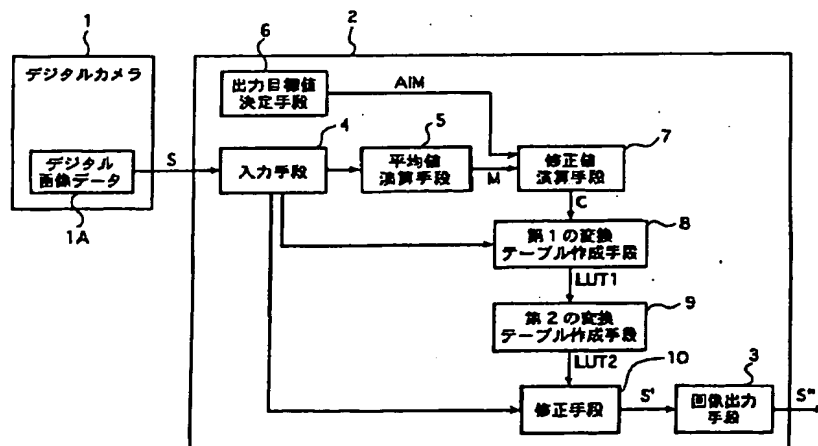 1
デジタルカメラ
デジタル
画像データ
1A
S
2
6
出力目標値
決定手段
AIM
4
入力手段
5
平均値
演算手段
M
7
修正値
演算手段
C
8
第1の変換
テーブル作成手段
LUT1
9
第2の変換
テーブル作成手段
LUT2
10
修正手段
S'
3
画像出力
手段
S"